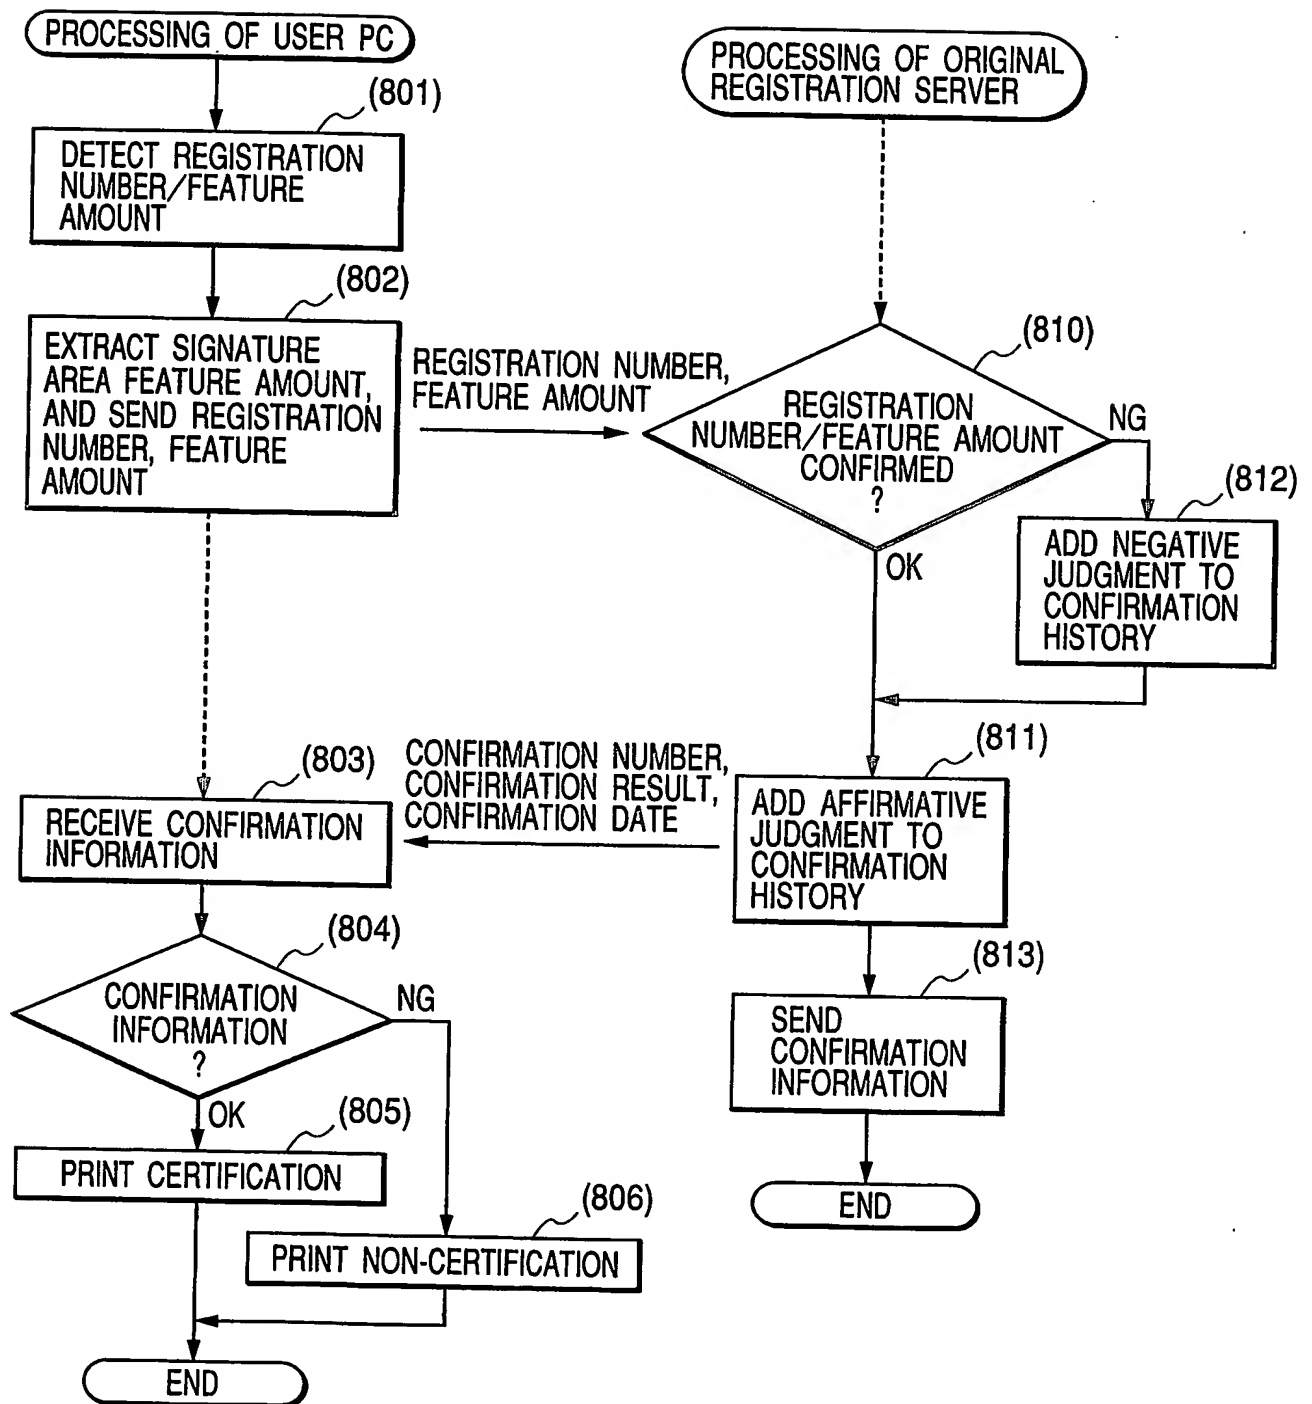 PROCESSING OF USER PC
(801)
DETECT REGISTRATION
NUMBER/FEATURE
AMOUNT
(802)
EXTRACT SIGNATURE
AREA FEATURE AMOUNT,
AND SEND REGISTRATION
NUMBER, FEATURE
AMOUNT
REGISTRATION NUMBER,
FEATURE AMOUNT
(803)
RECEIVE CONFIRMATION
INFORMATION
CONFIRMATION NUMBER,
CONFIRMATION RESULT,
CONFIRMATION DATE
(804)
CONFIRMATION
INFORMATION
?
NG
OK
(805)
PRINT CERTIFICATION
(806)
PRINT NON-CERTIFICATION
END
PROCESSING OF ORIGINAL
REGISTRATION SERVER
(810)
REGISTRATION
NUMBER/FEATURE AMOUNT
CONFIRMED
?
NG
OK
(812)
ADD NEGATIVE
JUDGMENT TO
CONFIRMATION
HISTORY
(811)
ADD AFFIRMATIVE
JUDGMENT TO
CONFIRMATION
HISTORY
(813)
SEND
CONFIRMATION
INFORMATION
END